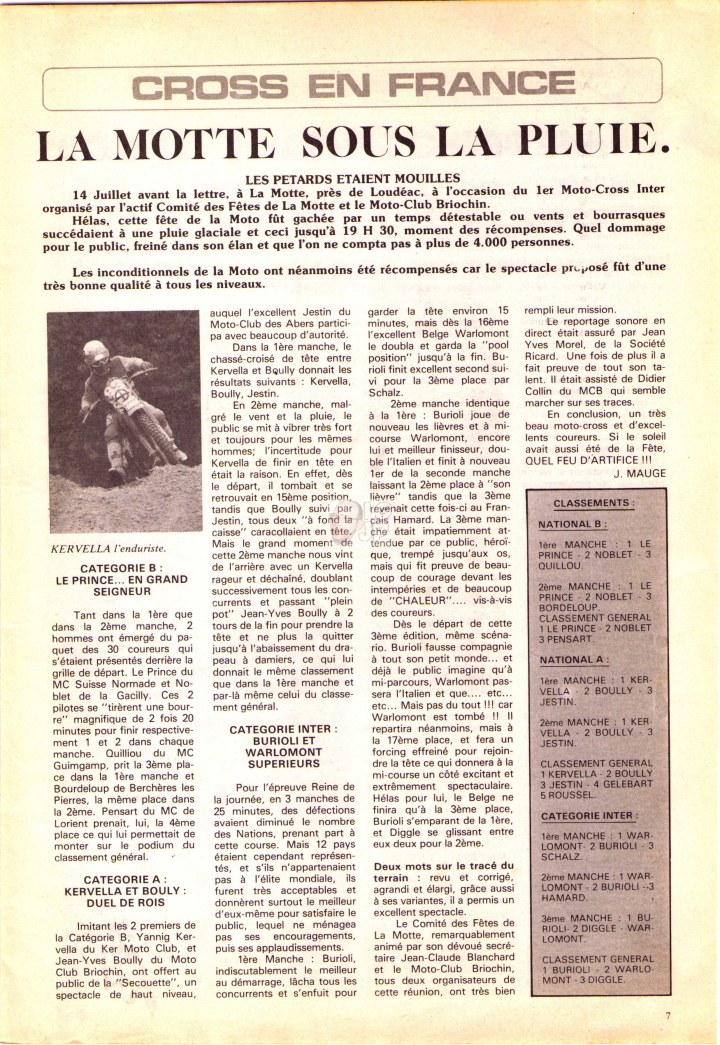 CROSS EN FRANCE
LA MOTTE SOUS LA PLUIE.
LES PETARDS ETAIENT MOUILLES
14 Juillet avant la lettre, à La Motte, près de Loudéac, à l'occasion du 1er Moto-Cross Inter
organisé par l'actif Comité des Fêtes de La Motte et le Moto-Club Briochin.
Hélas, cette fête de la Moto fût gachée par un temps détestable ou vents et bourrasques
succédaient à une pluie glaciale et ceci jusqu'à 19 H 30, moment des récompenses. Quel dommage
pour le public, freiné dans son élan et que l'on ne compta pas à plus de 4.000 personnes.
Les inconditionnels de la Moto ont néanmoins été récompensés car le spectacle proposé fût d'une
très bonne qualité à tous les niveaux.
KERVELLA l'enduriste.
CATEGORIE B :
LE PRINCE... EN GRAND
SEIGNEUR
Tant dans la 1ère que
dans la 2ème manche, 2
hommes ont émergé du pa-
quet des 30 coureurs qui
s'étaient présentés derrière la
grille de départ. Le Prince du
MC Suisse Normade et No-
blet de la Gacilly. Ces 2
pilotes se "tirèrent une bour-
re" magnifique de 2 fois 20
minutes pour finir respective-
ment 1 et 2 dans chaque
manche. Quilliou du MC
Guimgamp, prit la 3ème pla-
ce dans la 1ère manche et
Bourdeloup de Berchères les
Pierres, la même place dans
la 2ème. Pensart du MC de
Lorient prenait, lui, la 4ème
place ce qui lui permettait de
monter sur le podium du
classement général.
CATEGORIE A :
KERVELLA ET BOULY :
DUEL DE ROIS
Imitant les 2 premiers de
la Catégorie B, Yannig Ker-
vella du Ker Moto Club, et
Jean-Yves Boully du Moto
Club Briochin, ont offert au
public de la "Secouette", un
spectacle de haut niveau,
auquel l'excellent Jestin du
Moto-Club des Abers partici-
pa avec beaucoup d'autorité.
Dans la 1ère manche, le
chassé-croisé de tête entre
Kervella et Boully donnait les
résultats suivants : Kervella,
Boully, Jestin.
En 2ème manche, mal-
gré le vent et la pluie, le
public se mit à vibrer très fort
et toujours pour les mêmes
hommes; l'incertitude pour
Kervella de finir en tête en
était la raison. En effet, dès
le départ, il tombait et se
retrouvait en 15ème position,
tandis que Boully suivi par
Jestin, tous deux "à fond la
caisse" caracollaient en tête.
Mais le grand moment de
cette 2ème manche nous vint
de l'arrière avec un Kervella
rageur et déchaîné, doublant
successivement tous les con-
currents et passant "plein
pot" Jean-Yves Boully à 2
tours de la fin pour prendre la
tête et ne plus la quitter
jusqu'à l'abaissement du dra-
peau à damiers, ce qui lui
donnait le même classement
que dans la 1ère manche et
par-là même celui du classe-
ment général.
CATEGORIE INTER :
BURIOLI ET
WARLOMONT
SUPERIEURS
Pour l'épreuve Reine de
la journée, en 3 manches de
25 minutes, des défections
avaient diminué le nombre
des Nations, prenant part à
cette course. Mais 12 pays
étaient cependant représen-
tés, et s'ils n'appartenaient
pas à l'élite mondiale, ils
furent très acceptables et
donnèrent surtout le meilleur
d'eux-même pour satisfaire le
public, lequel ne ménagea
pas ses encouragements,
puis ses applaudissements.
1ère Manche : Burioli,
indiscutablement le meilleur
au démarrage, lâcha tous les
concurrents et s'enfuit pour
garder la tête environ 15
minutes, mais dès la 16ème
l'excellent Belge Warlomont
le doubla et garda la "pool
position" jusqu'à la fin. Bu-
rioli finit excellent second sui-
vi pour la 3ème place par
Schalz.
2ème manche identique
à la 1ère : Burioli joue de
nouveau les lièvres et à mi-
course Warlomont, encore
lui et meilleur finisseur, dou-
ble l'Italien et finit à nouveau
1er de la seconde manche
laissant la 2ème place à "son
lièvre" tandis que la 3ème
revenait cette fois-ci au Fran-
çais Hamard. La 3ème man-
che était impatiemment at-
tendue par ce public, héroï-
que, trempé jusqu'aux os,
mais qui fit preuve de beau-
coup de courage devant les
intempéries et de beaucoup
de "CHALEUR".... vis-à-vis
des coureurs.
Dès le départ de cette
3ème édition, même scéna-
rio. Burioli fausse compagnie
à tout son petit monde... et
déjà le public imagine qu'à
mi-parcours, Warlomont pas-
sera l'Italien et que.... etc...
etc... Mais pas du tout !!! car
Warlomont est tombé !! Il
repartira néanmoins, mais à
la 17ème place, et fera un
forcing effreiné pour rejoin-
dre la tête ce qui donnera à la
mi-course un côté excitant et
extrêmement spectaculaire.
Hélas pour lui, le Belge ne
finira qu'à la 3ème place,
Burioli s'emparant de la 1ère,
et Diggle se glissant entre
eux deux pour la 2ème.
Deux mots sur le tracé du
terrain : revu et corrigé,
agrandi et élargi, grâce aussi
à ses variantes, il a permis un
excellent spectacle.
Le Comité des Fêtes de
La Motte, remarquablement
animé par son dévoué secré-
taire Jean-Claude Blanchard
et le Moto-Club Briochin,
tous deux organisateurs de
cette réunion, ont très bien
rempli leur mission.
Le reportage sonore en
direct était assuré par Jean
Yves Morel, de la Société
Ricard. Une fois de plus il a
fait preuve de tout son ta-
lent. Il était assisté de Didier
Collin du MCB qui semble
marcher sur ses traces.
En conclusion, un très
beau moto-cross et d'excel-
lents coureurs. Si le soleil
avait aussi été de la Fête,
QUEL FEU D'ARTIFICE !!!
J. MAUGE
CLASSEMENTS :
NATIONAL B :
1ère MANCHE : 1 LE
PRINCE - 2 NOBLET - 3
QUILLOU.
2ème MANCHE : 1 LE
PRINCE - 2 NOBLET - 3
BORDELOUP.
CLASSEMENT GENERAL
1 LE PRINCE - 2 NOBLET
3 PENSART.
NATIONAL A :
1ère MANCHE : 1 KER-
VELLA - 2 BOULLY - 3
JESTIN.
2ème MANCHE : 1 KER-
VELLA - 2 BOULLY - 3
JESTIN.
CLASSEMENT GENERAL
1 KERVELLA - 2 BOULLY
3 JESTIN - 4 GELEBART
5 ROUSSEL.
CATEGORIE INTER :
1ère MANCHE : 1 WAR-
LOMONT- 2 BURIOLI - 3
SCHALZ.
2ème MANCHE : 1 WAR-
LOMONT - 2 BURIOLI - 3
HAMARD.
3ème MANCHE : 1 BU-
RIOLI- 2 DIGGLE - WAR-
LOMONT.
CLASSEMENT GENERAL
1 BURIOLI - 2 WARLO-
MONT - 3 DIGGLE.
7